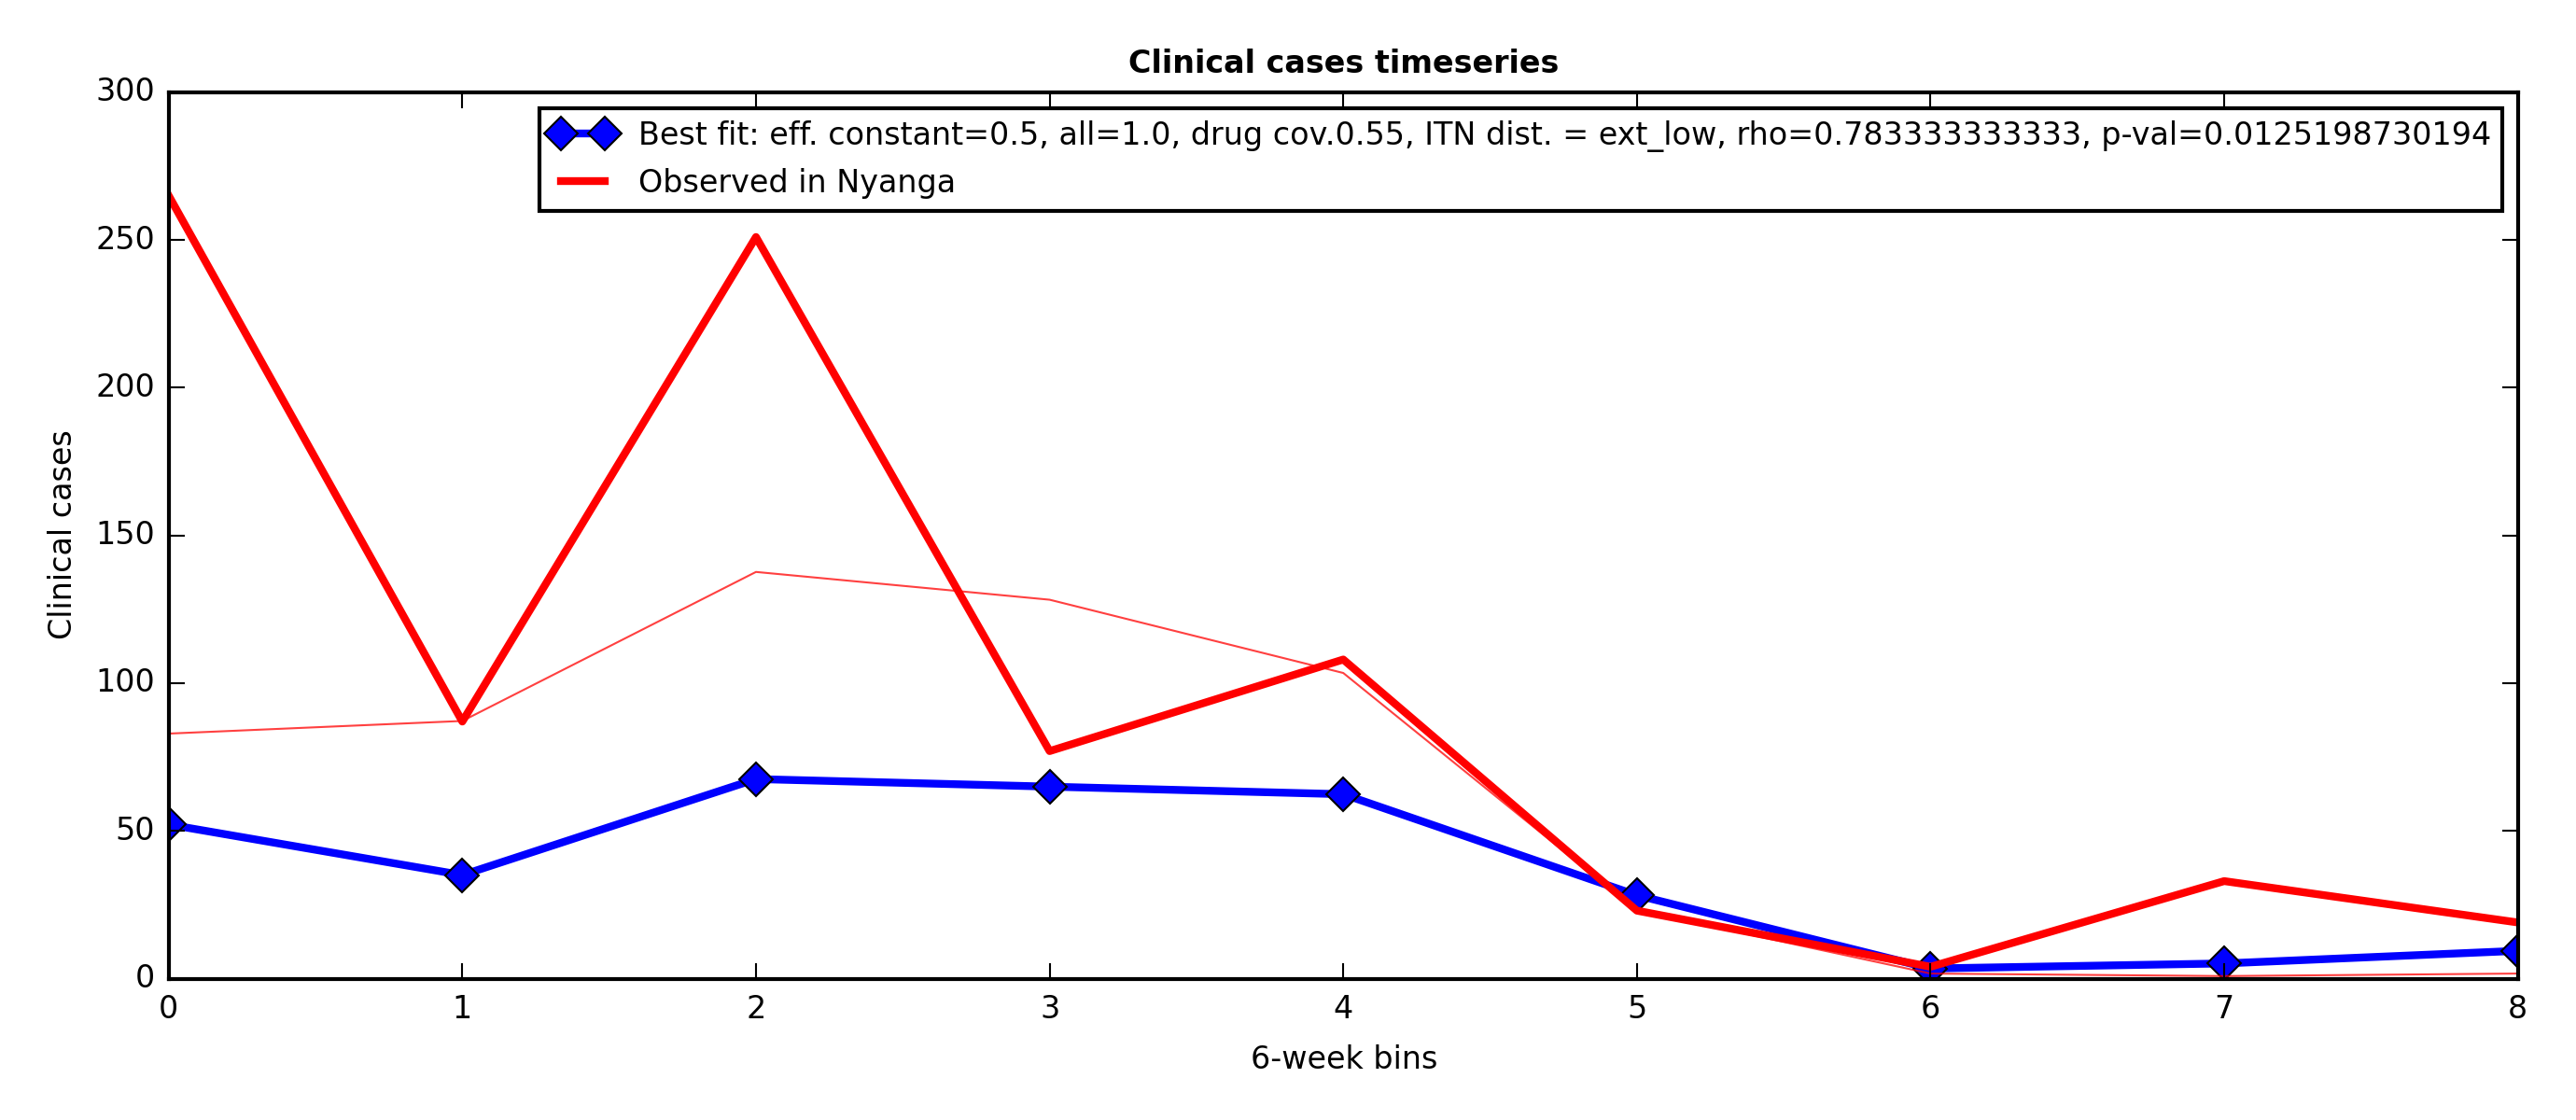 Clinical cases timeseries
300
250
200
150
100
50
0
Clinical cases
Best fit: eff. constant=0.5, all=1.0, drug cov.0.55, ITN dist. = ext_low, rho=0.783333333333, p-val=0.0125198730194
Observed in Nyanga
0 1 2 3 4 5 6 7 8
6-week bins